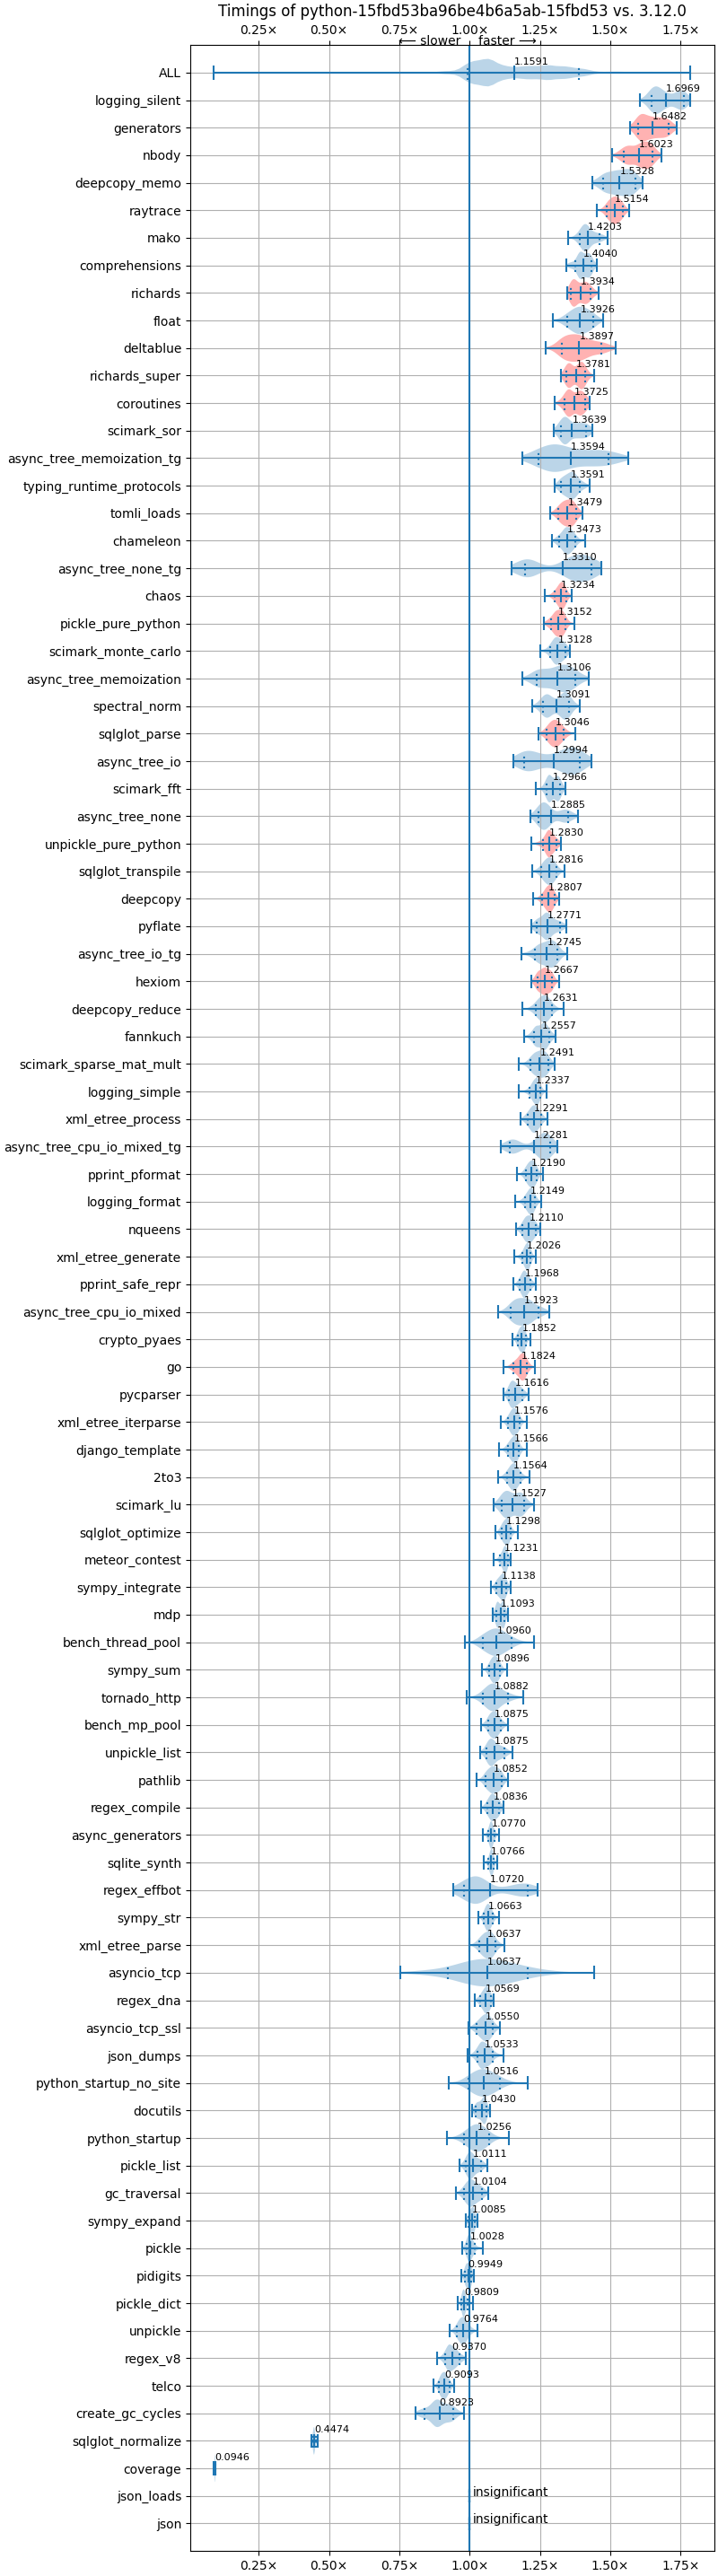 Timings of python-15fbd53ba96be4b6a5ab-15fbd53 vs. 3.12.0
0.25× 0.50× 0.75× 1.00× 1.25× 1.50× 1.75×
⟵ slower faster ⟶
ALL 1.1591
logging_silent 1.6969
generators 1.6482
nbody 1.6023
deepcopy_memo 1.5328
raytrace 1.5154
mako 1.4203
comprehensions 1.4040
richards 1.3934
float 1.3926
deltablue 1.3897
richards_super 1.3781
coroutines 1.3725
scimark_sor 1.3639
async_tree_memoization_tg 1.3594
typing_runtime_protocols 1.3591
tomli_loads 1.3479
chameleon 1.3473
async_tree_none_tg 1.3310
chaos 1.3234
pickle_pure_python 1.3152
scimark_monte_carlo 1.3128
async_tree_memoization 1.3106
spectral_norm 1.3091
sqlglot_parse 1.3046
async_tree_io 1.2994
scimark_fft 1.2966
async_tree_none 1.2885
unpickle_pure_python 1.2830
sqlglot_transpile 1.2816
deepcopy 1.2807
pyflate 1.2771
async_tree_io_tg 1.2745
hexiom 1.2667
deepcopy_reduce 1.2631
fannkuch 1.2557
scimark_sparse_mat_mult 1.2491
logging_simple 1.2337
xml_etree_process 1.2291
async_tree_cpu_io_mixed_tg 1.2281
pprint_pformat 1.2190
logging_format 1.2149
nqueens 1.2110
xml_etree_generate 1.2026
pprint_safe_repr 1.1968
async_tree_cpu_io_mixed 1.1923
crypto_pyaes 1.1852
go 1.1824
pycparser 1.1616
xml_etree_iterparse 1.1576
django_template 1.1566
2to3 1.1564
scimark_lu 1.1527
sqlglot_optimize 1.1298
meteor_contest 1.1231
sympy_integrate 1.1138
mdp 1.1093
bench_thread_pool 1.0960
sympy_sum 1.0896
tornado_http 1.0882
bench_mp_pool 1.0875
unpickle_list 1.0875
pathlib 1.0852
regex_compile 1.0836
async_generators 1.0770
sqlite_synth 1.0766
regex_effbot 1.0720
sympy_str 1.0663
xml_etree_parse 1.0637
asyncio_tcp 1.0637
regex_dna 1.0569
asyncio_tcp_ssl 1.0550
json_dumps 1.0533
python_startup_no_site 1.0516
docutils 1.0430
python_startup 1.0256
pickle_list 1.0111
gc_traversal 1.0104
sympy_expand 1.0085
pickle 1.0028
pidigits 0.9949
pickle_dict 0.9809
unpickle 0.9764
regex_v8 0.9370
telco 0.9093
create_gc_cycles 0.8923
sqlglot_normalize 0.4474
coverage 0.0946
json_loads insignificant
json insignificant
0.25× 0.50× 0.75× 1.00× 1.25× 1.50× 1.75×